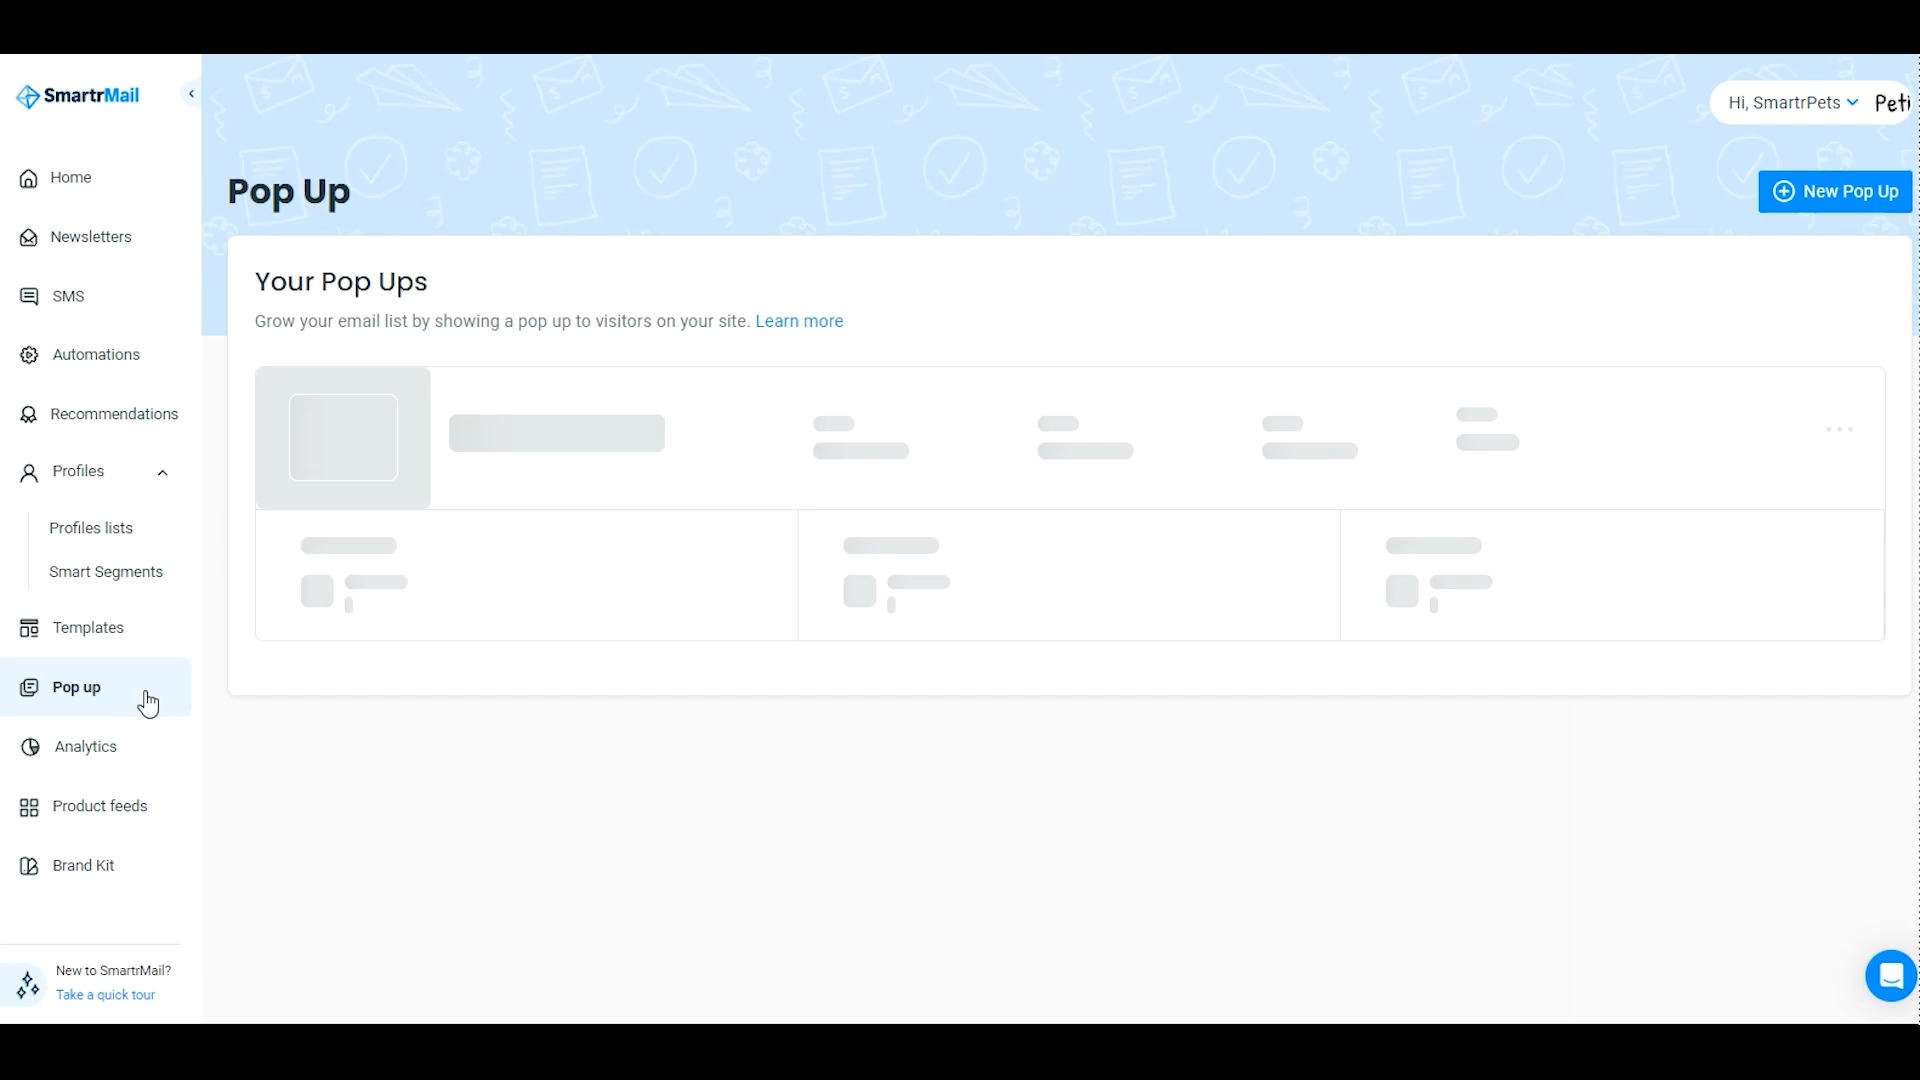 SmartrMail
Hi, SmartrPets
Home
Newsletters
SMS
Automations
Recommendations
Profiles
Profiles lists
Smart Segments
Templates
Pop up
Analytics
Product feeds
Brand Kit
New to SmartrMail?
Take a quick tour
Pop Up
New Pop Up
Your Pop Ups
Grow your email list by showing a pop up to visitors on your site. Learn more